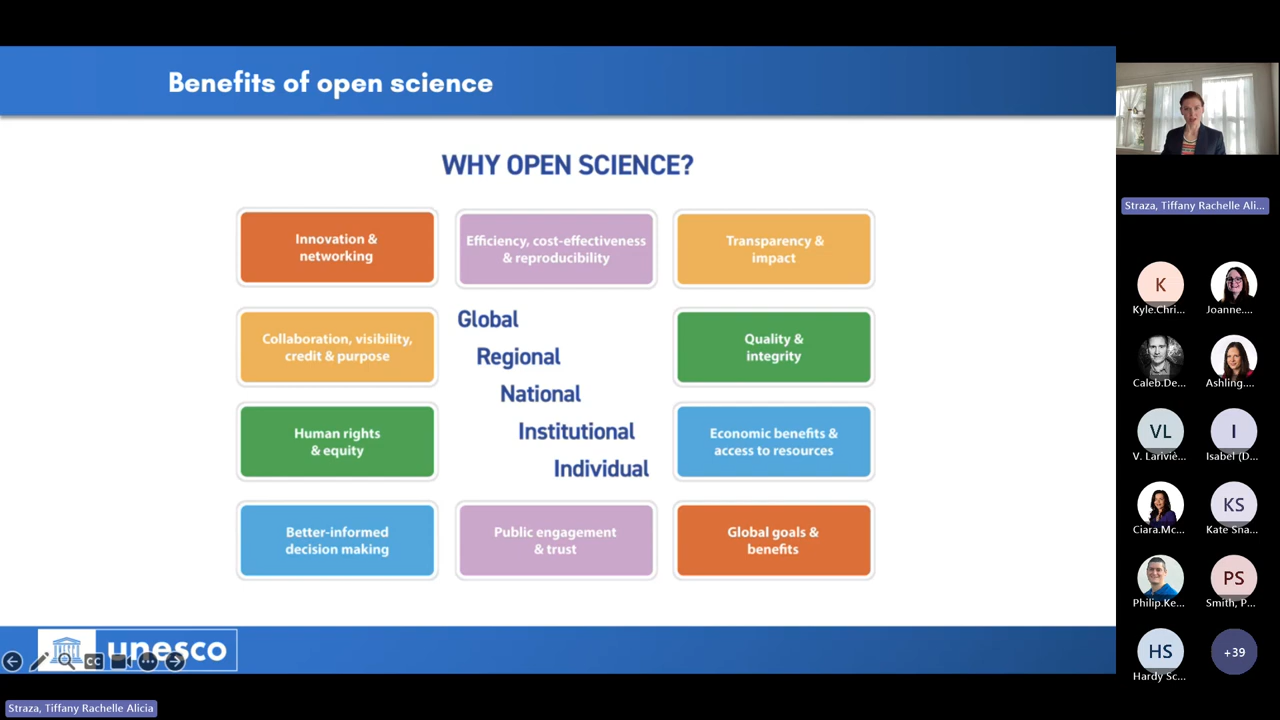 Benefits of open science
WHY OPEN SCIENCE?
Innovation &
networking
Efficiency, cost-effectiveness
& reproducibility
Transparency &
impact
Collaboration, visibility,
credit & purpose
Global
Regional
National
Institutional
Individual
Quality &
integrity
Human rights
& equity
Economic benefits &
access to resources
Better-informed
decision making
Public engagement
& trust
Global goals &
benefits
unesco
CC
Straza, Tiffany Rachelle Alicia
Straza, Tiffany Rachelle Ali...
K
Kyle.Chri...
Joanne....
Caleb.De...
Ashling....
VL
V. Lariviè...
I
Isabel (D...
Ciara.Mc...
KS
Kate Sna...
Philip.Ke...
PS
Smith, P...
HS
Hardy Sc...
+39